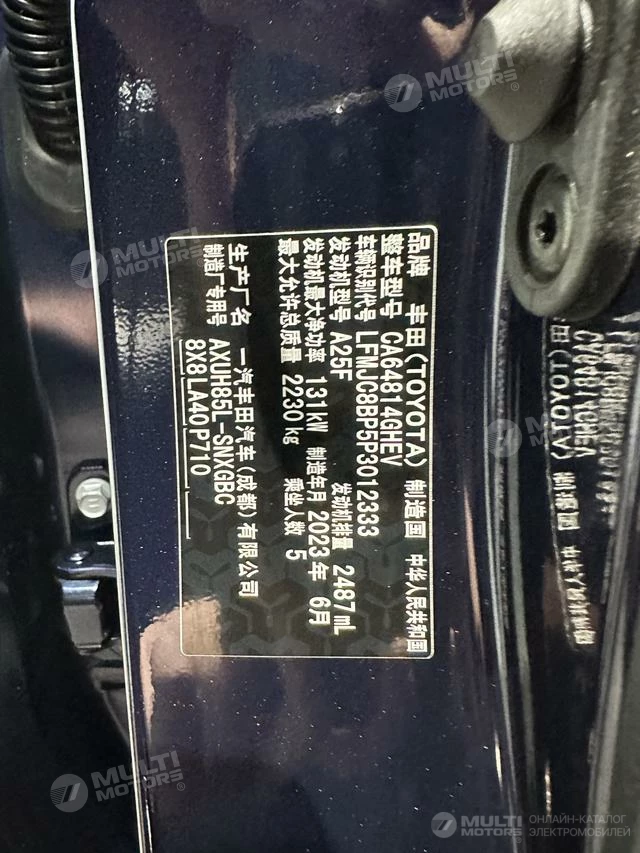 品牌 丰田(TOYOTA) 制造国 中华人民共和国
整车型号 CA64814GHEV
车辆识别代号 LFMJC8BP5P3012333
发动机型号 A25F 发动机排量 2487mL
发动机最大净功率 131kW 制造年月 2023年 6月
最大允许总质量 2230kg 乘坐人数 5
生产厂名 一汽丰田汽车(成都)有限公司
制造厂专用号 AXUH85L-SNXGBC
8X8 LA40 P710
MULTI MOTORS®
MULTI MOTORS®
MULTI MOTORS®
MULTI MOTORS®
ОНЛАЙН-КАТАЛОГ
ЭЛЕКТРОМОБИЛЕЙ